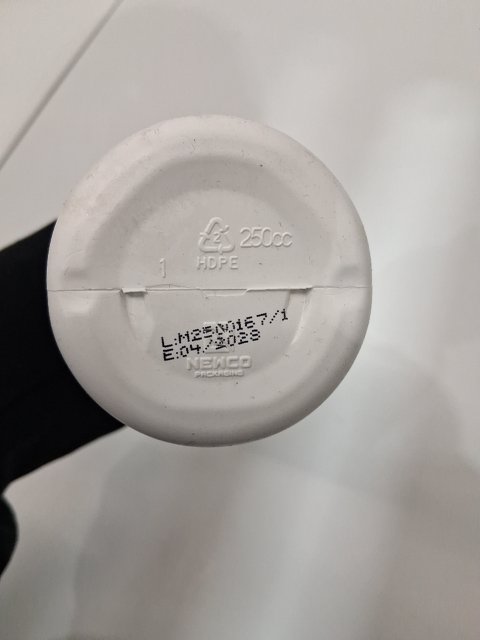 2 250cc
1 HDPE
L:M2500167/1
E:04/2028
NEWCO
PACKAGING